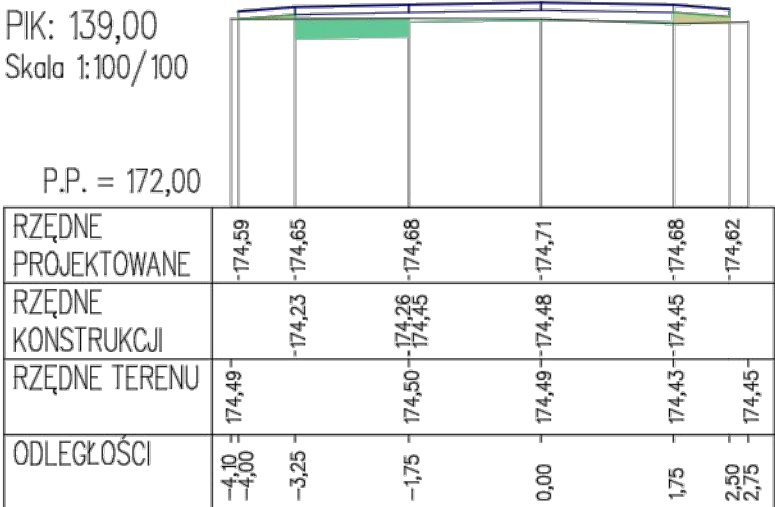 PIK: 139,00
Skala 1:100/100
P.P. = 172,00
RZĘDNE PROJEKTOWANE
174,59 174,65 174,68 174,71 174,68 174,62
RZĘDNE KONSTRUKCJI
174,23 174,26 174,45 174,48 174,45
RZĘDNE TERENU
174,49 174,50 174,49 174,43 174,45
ODLEGŁOŚCI
-4,10 -4,00 -3,25 -1,75 0,00 1,75 2,50 2,75